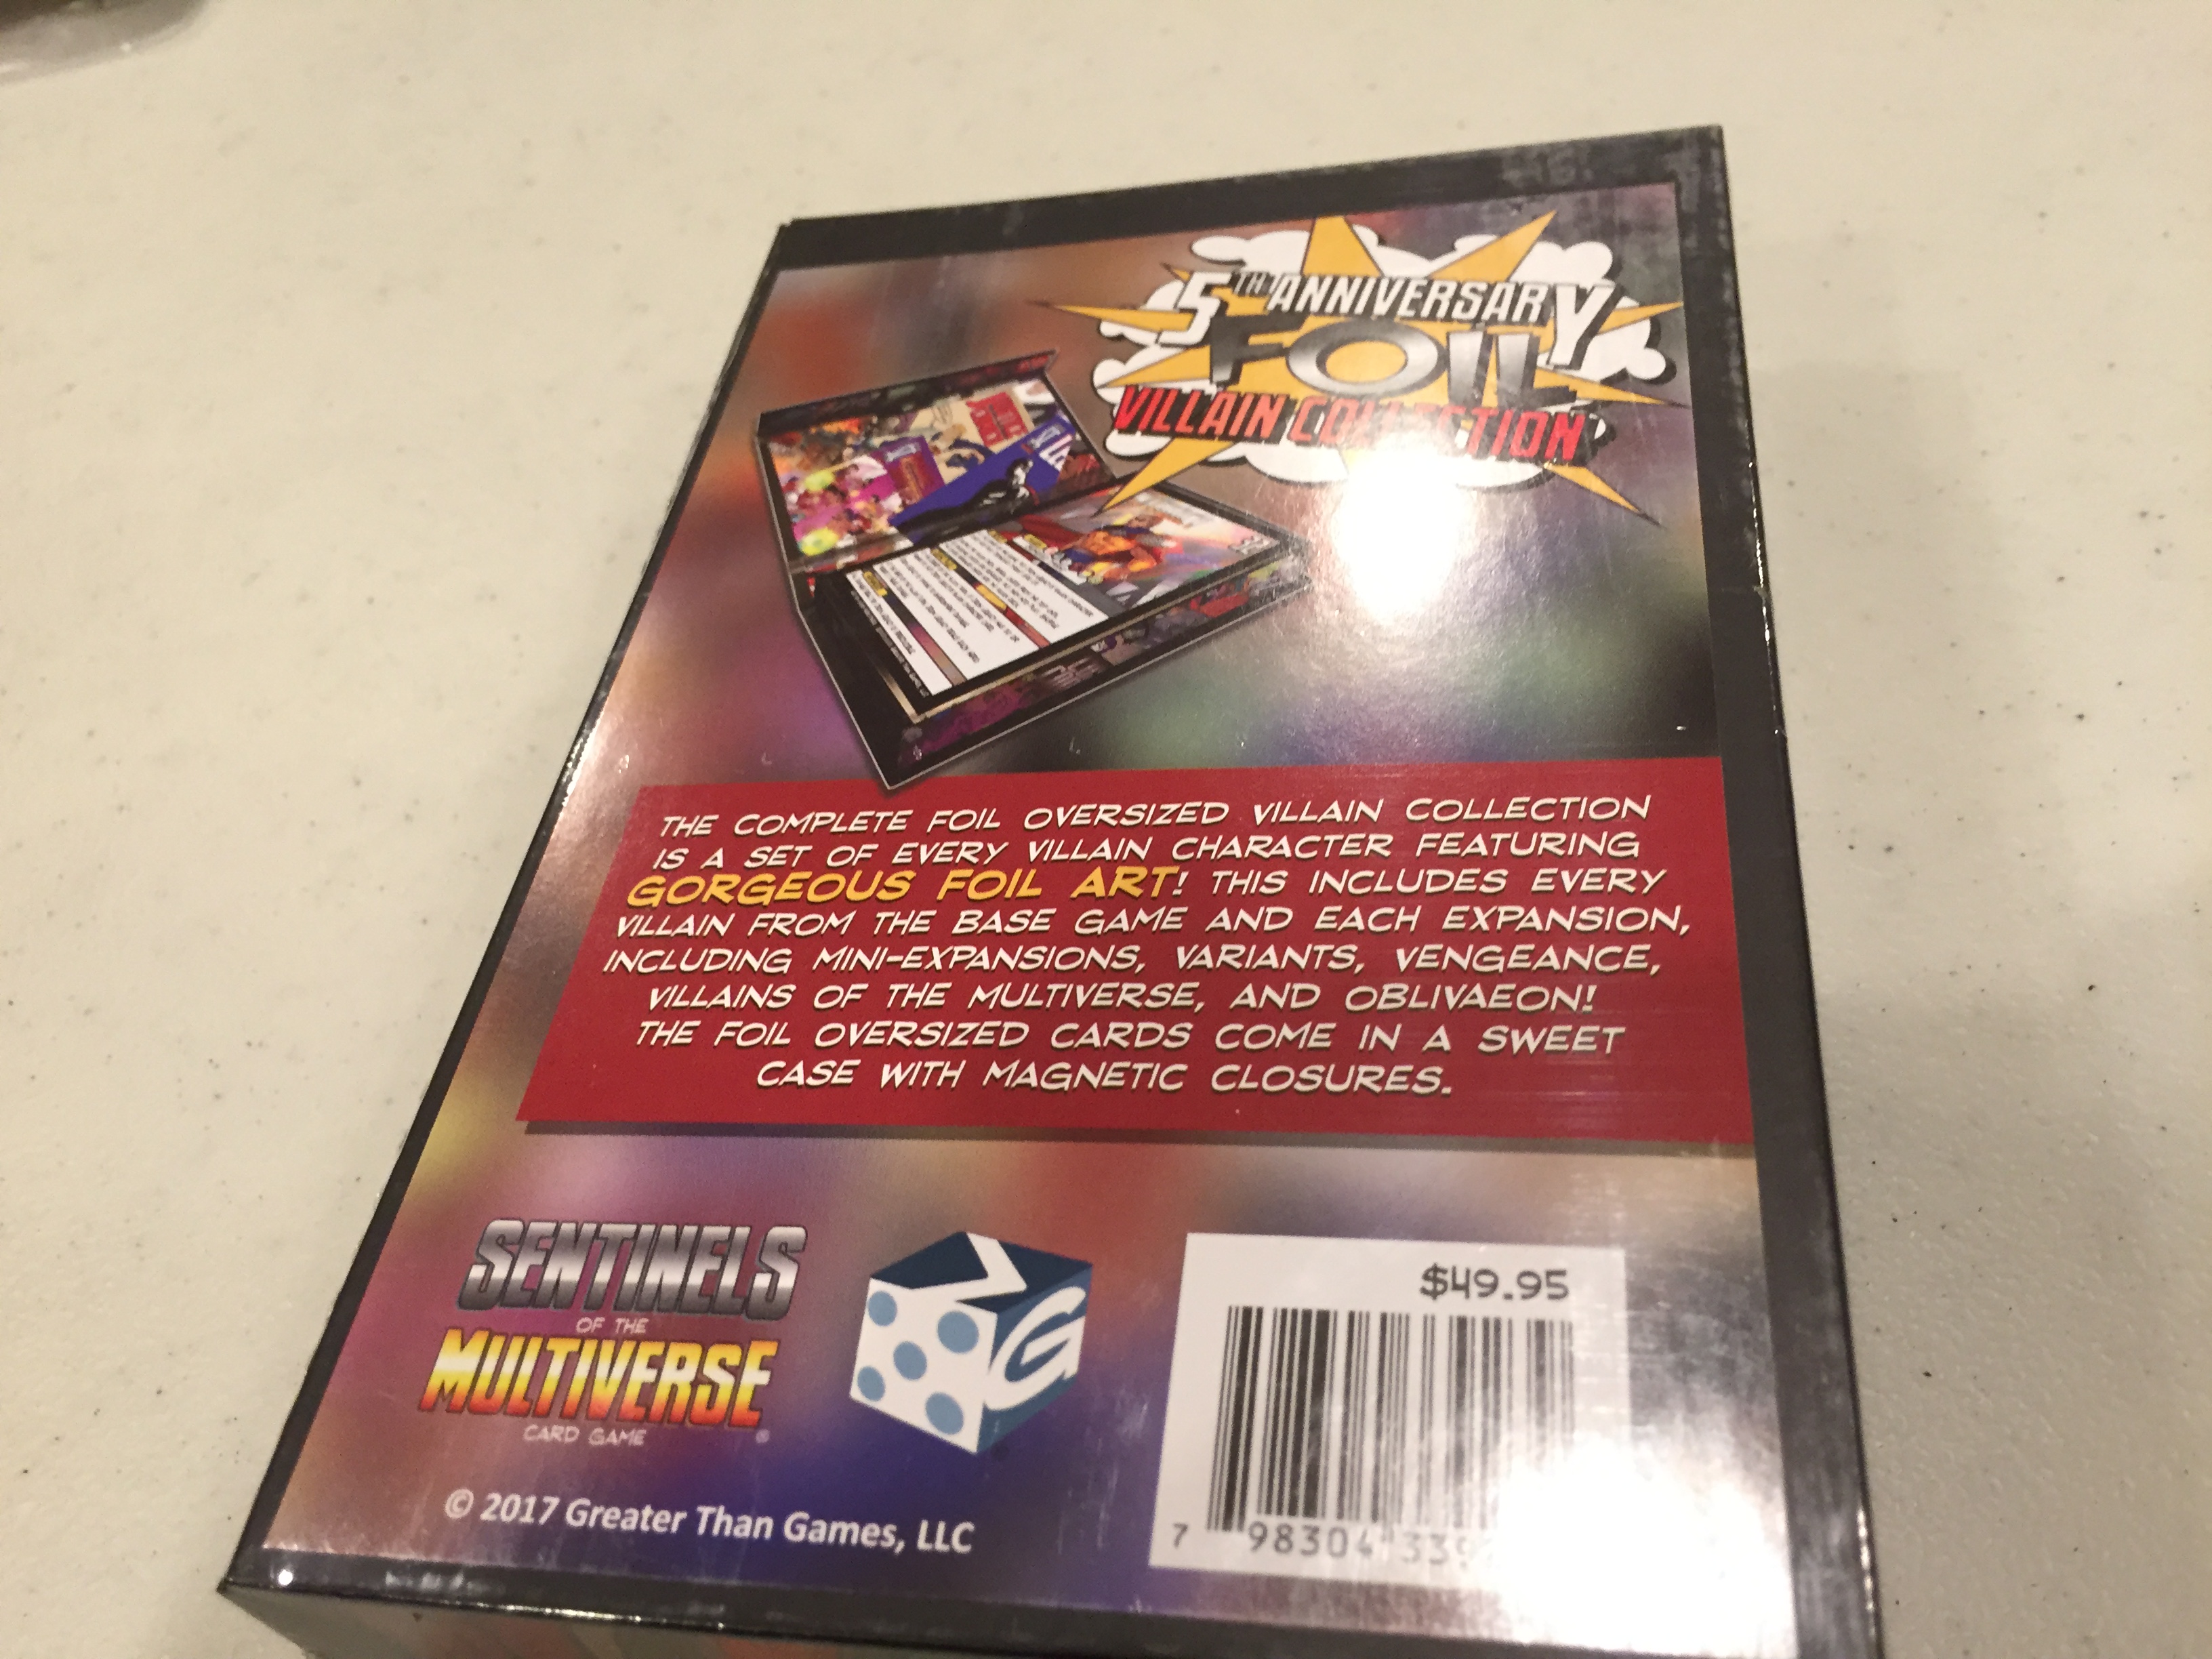 5TH ANNIVERSARY
FOIL
VILLAIN COLLECTION
THE COMPLETE FOIL OVERSIZED VILLAIN COLLECTION
IS A SET OF EVERY VILLAIN CHARACTER FEATURING
GORGEOUS FOIL ART! THIS INCLUDES EVERY
VILLAIN FROM THE BASE GAME AND EACH EXPANSION,
INCLUDING MINI-EXPANSIONS, VARIANTS, VENGEANCE,
VILLAINS OF THE MULTIVERSE, AND OBLIVAEON!
THE FOIL OVERSIZED CARDS COME IN A SWEET
CASE WITH MAGNETIC CLOSURES.
SENTINELS
OF THE
MULTIVERSE®
CARD GAME
G
© 2017 Greater Than Games, LLC
$49.95
7 98304